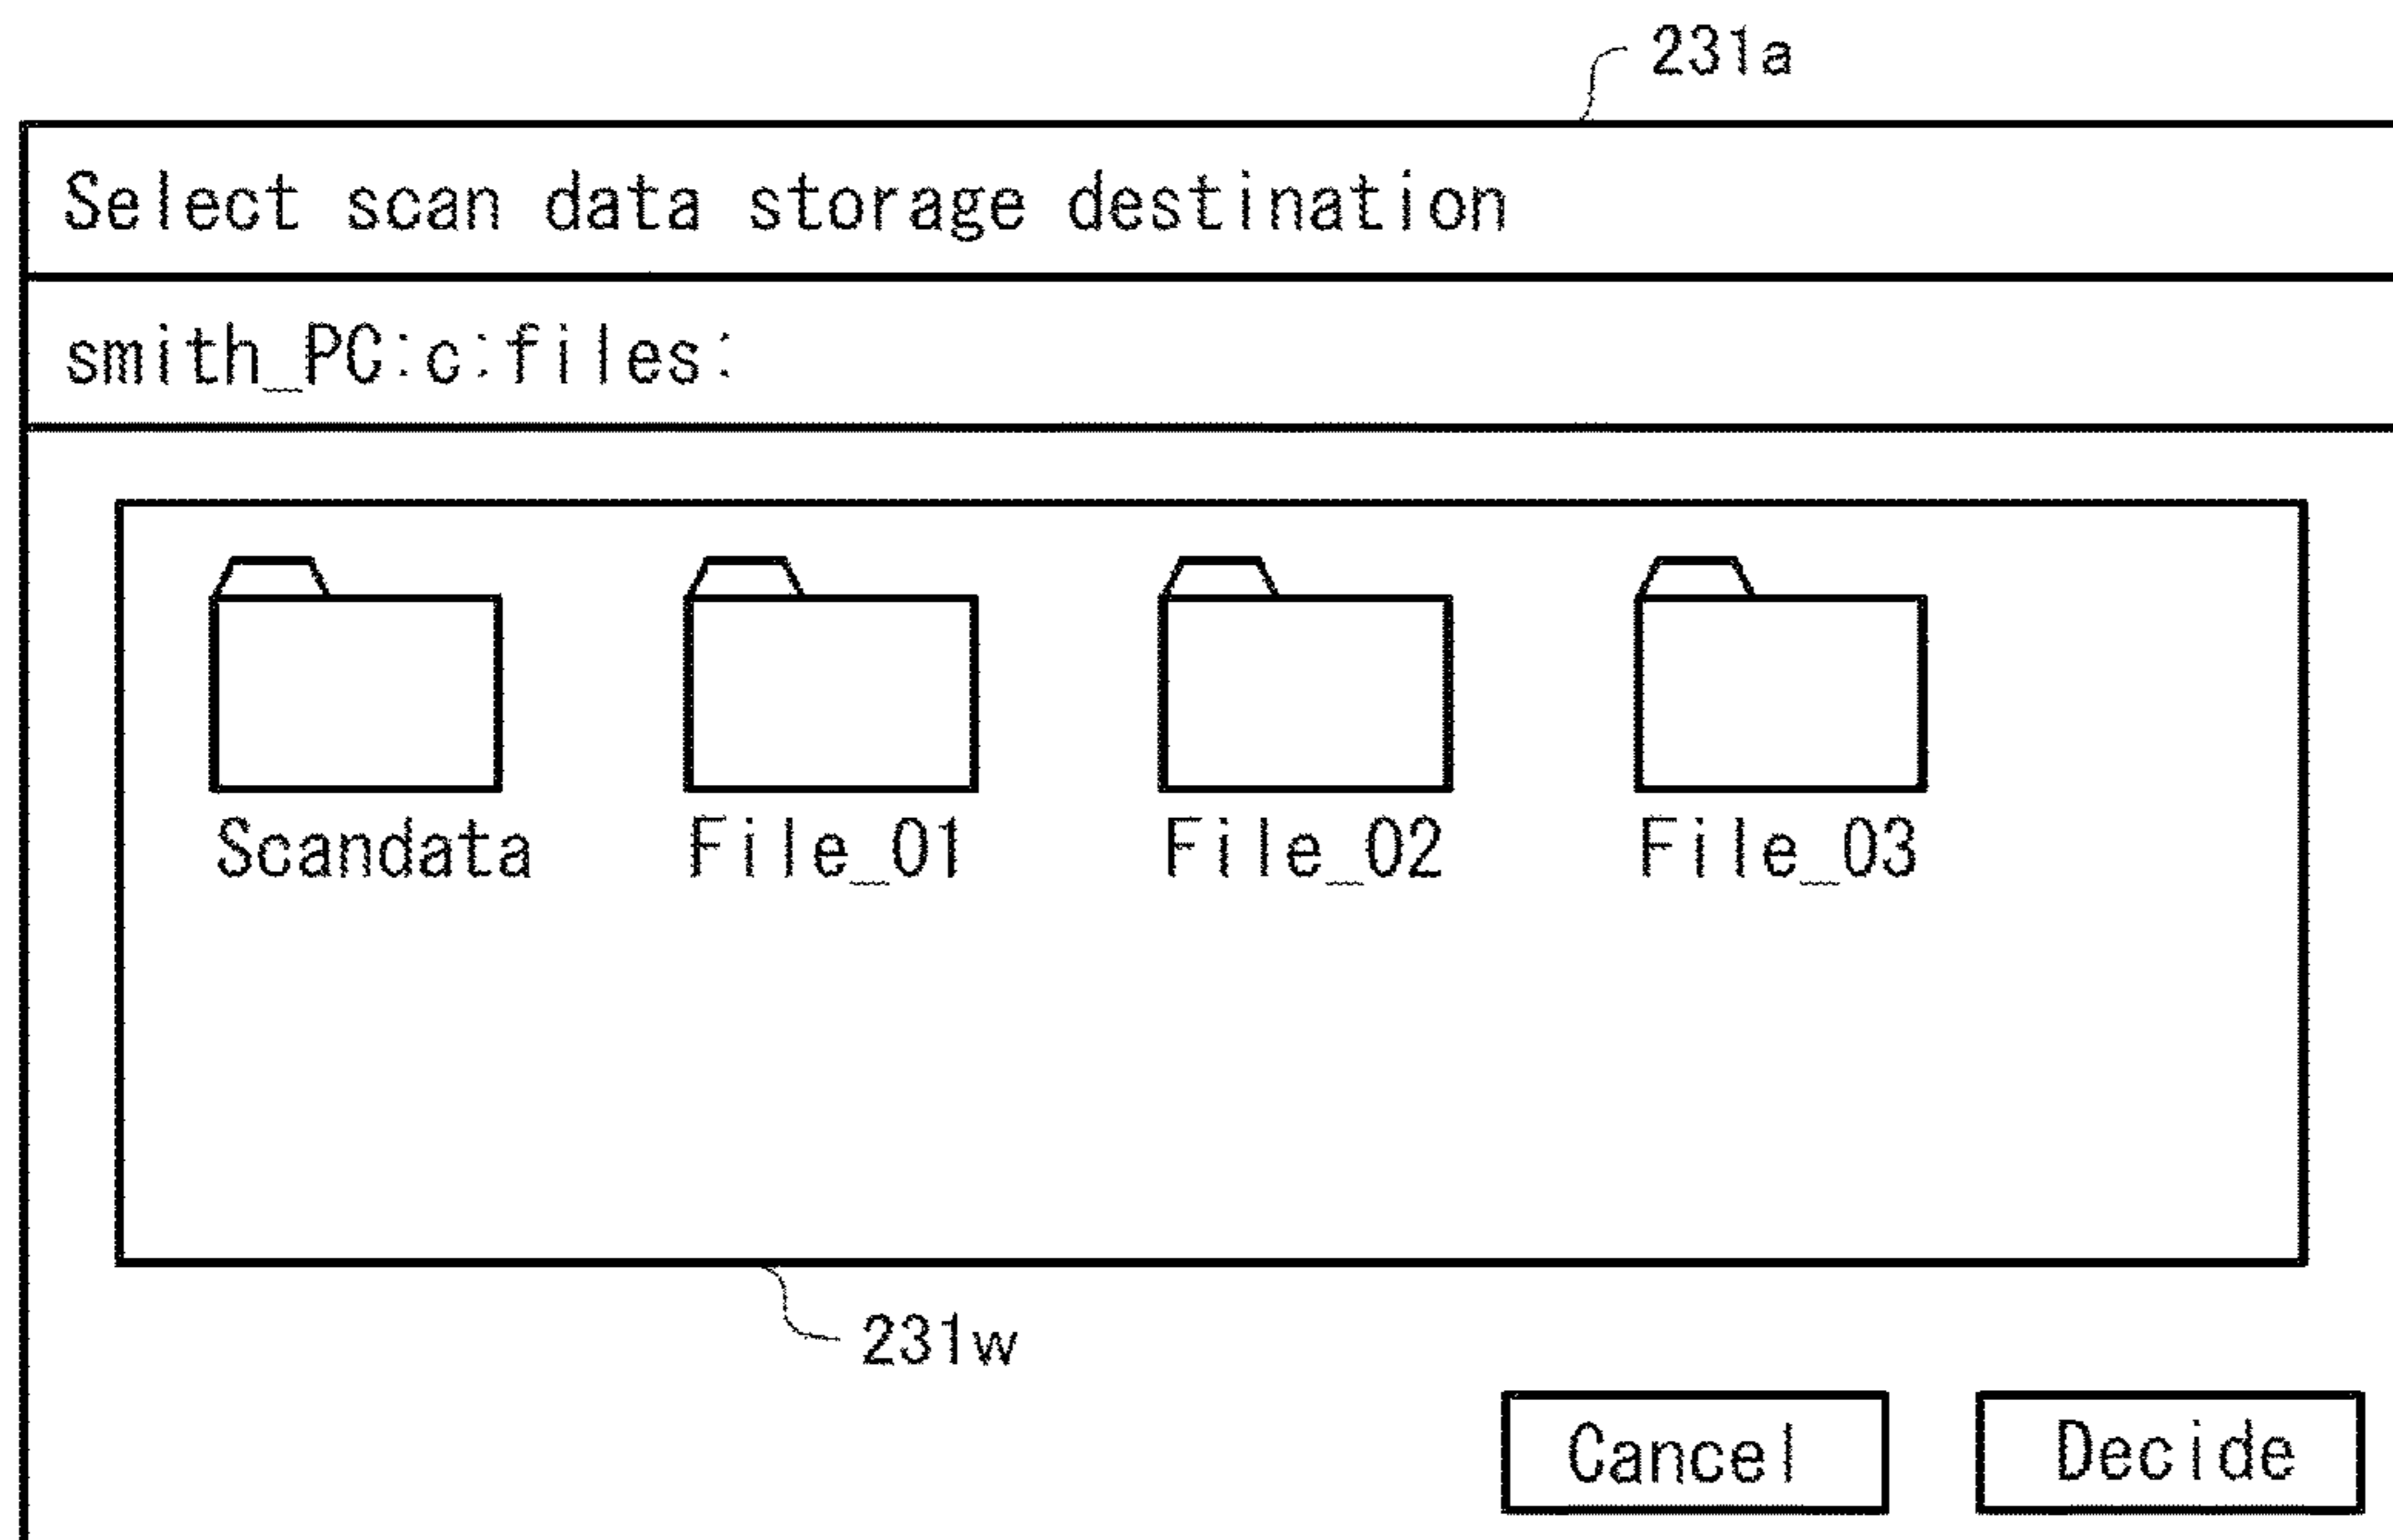 231a
Select scan data storage destination
smith_PC:c:files:
Scandata File_01 File_02 File_03
231w
Cancel Decide